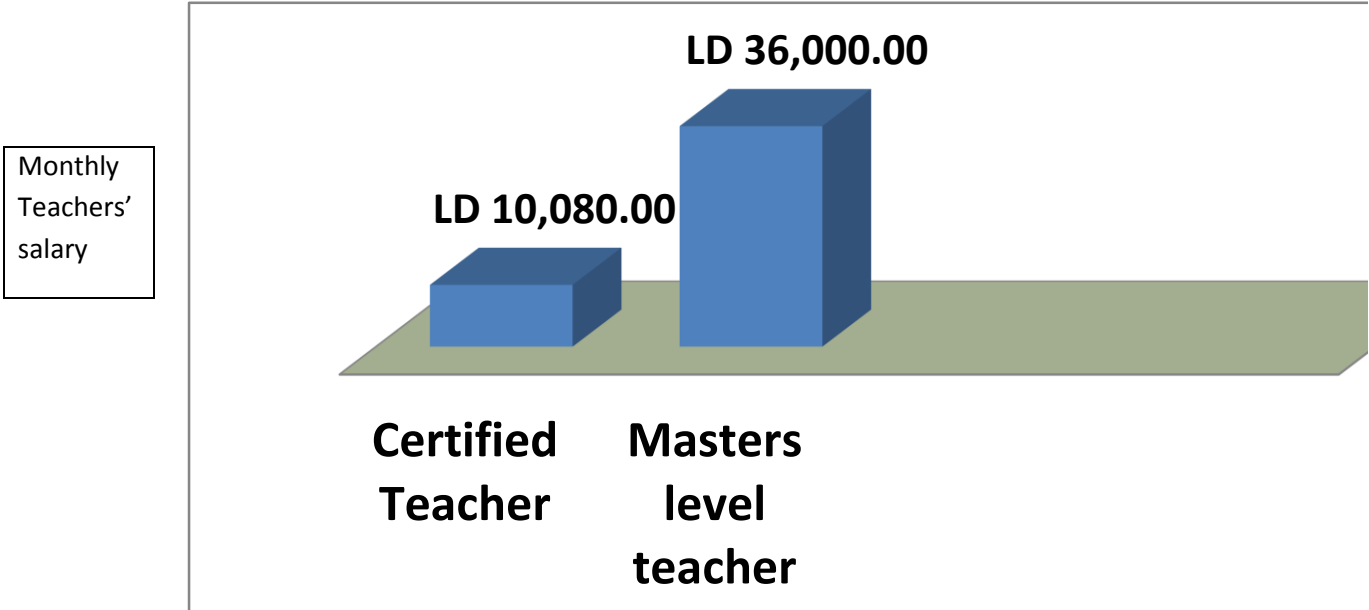 LD 36,000.00
Monthly
Teachers’
salary
LD 10,080.00
Certified
Teacher
Masters
level
teacher